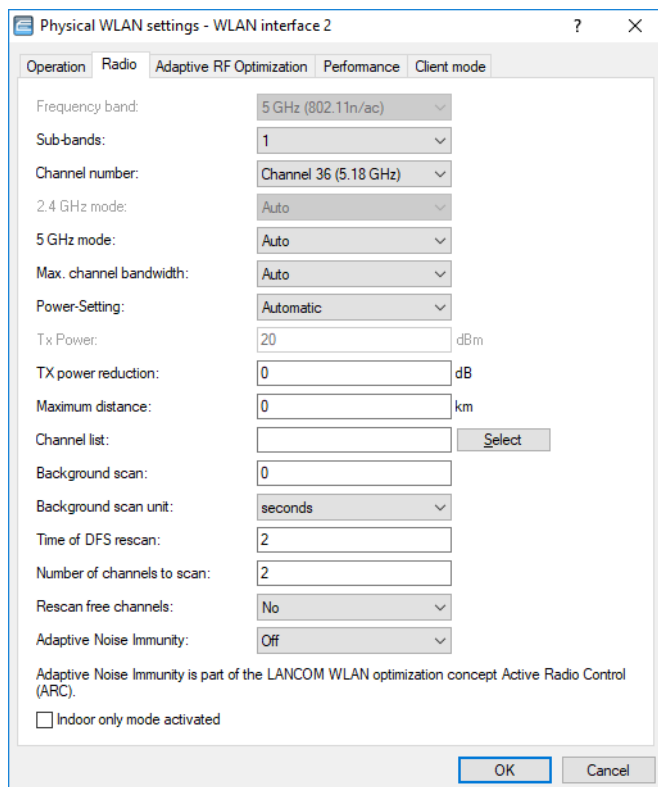 Physical WLAN settings - WLAN interface 2
Operation Radio Adaptive RF Optimization Performance Client mode
Frequency band: 5 GHz (802.11n/ac)
Sub-bands: 1
Channel number: Channel 36 (5.18 GHz)
2.4 GHz mode: Auto
5 GHz mode: Auto
Max. channel bandwidth: Auto
Power-Setting: Automatic
Tx Power: 20 dBm
TX power reduction: 0 dB
Maximum distance: 0 km
Channel list: Select
Background scan: 0
Background scan unit: seconds
Time of DFS rescan: 2
Number of channels to scan: 2
Rescan free channels: No
Adaptive Noise Immunity: Off
Adaptive Noise Immunity is part of the LANCOM WLAN optimization concept Active Radio Control
(ARC).
Indoor only mode activated
OK Cancel